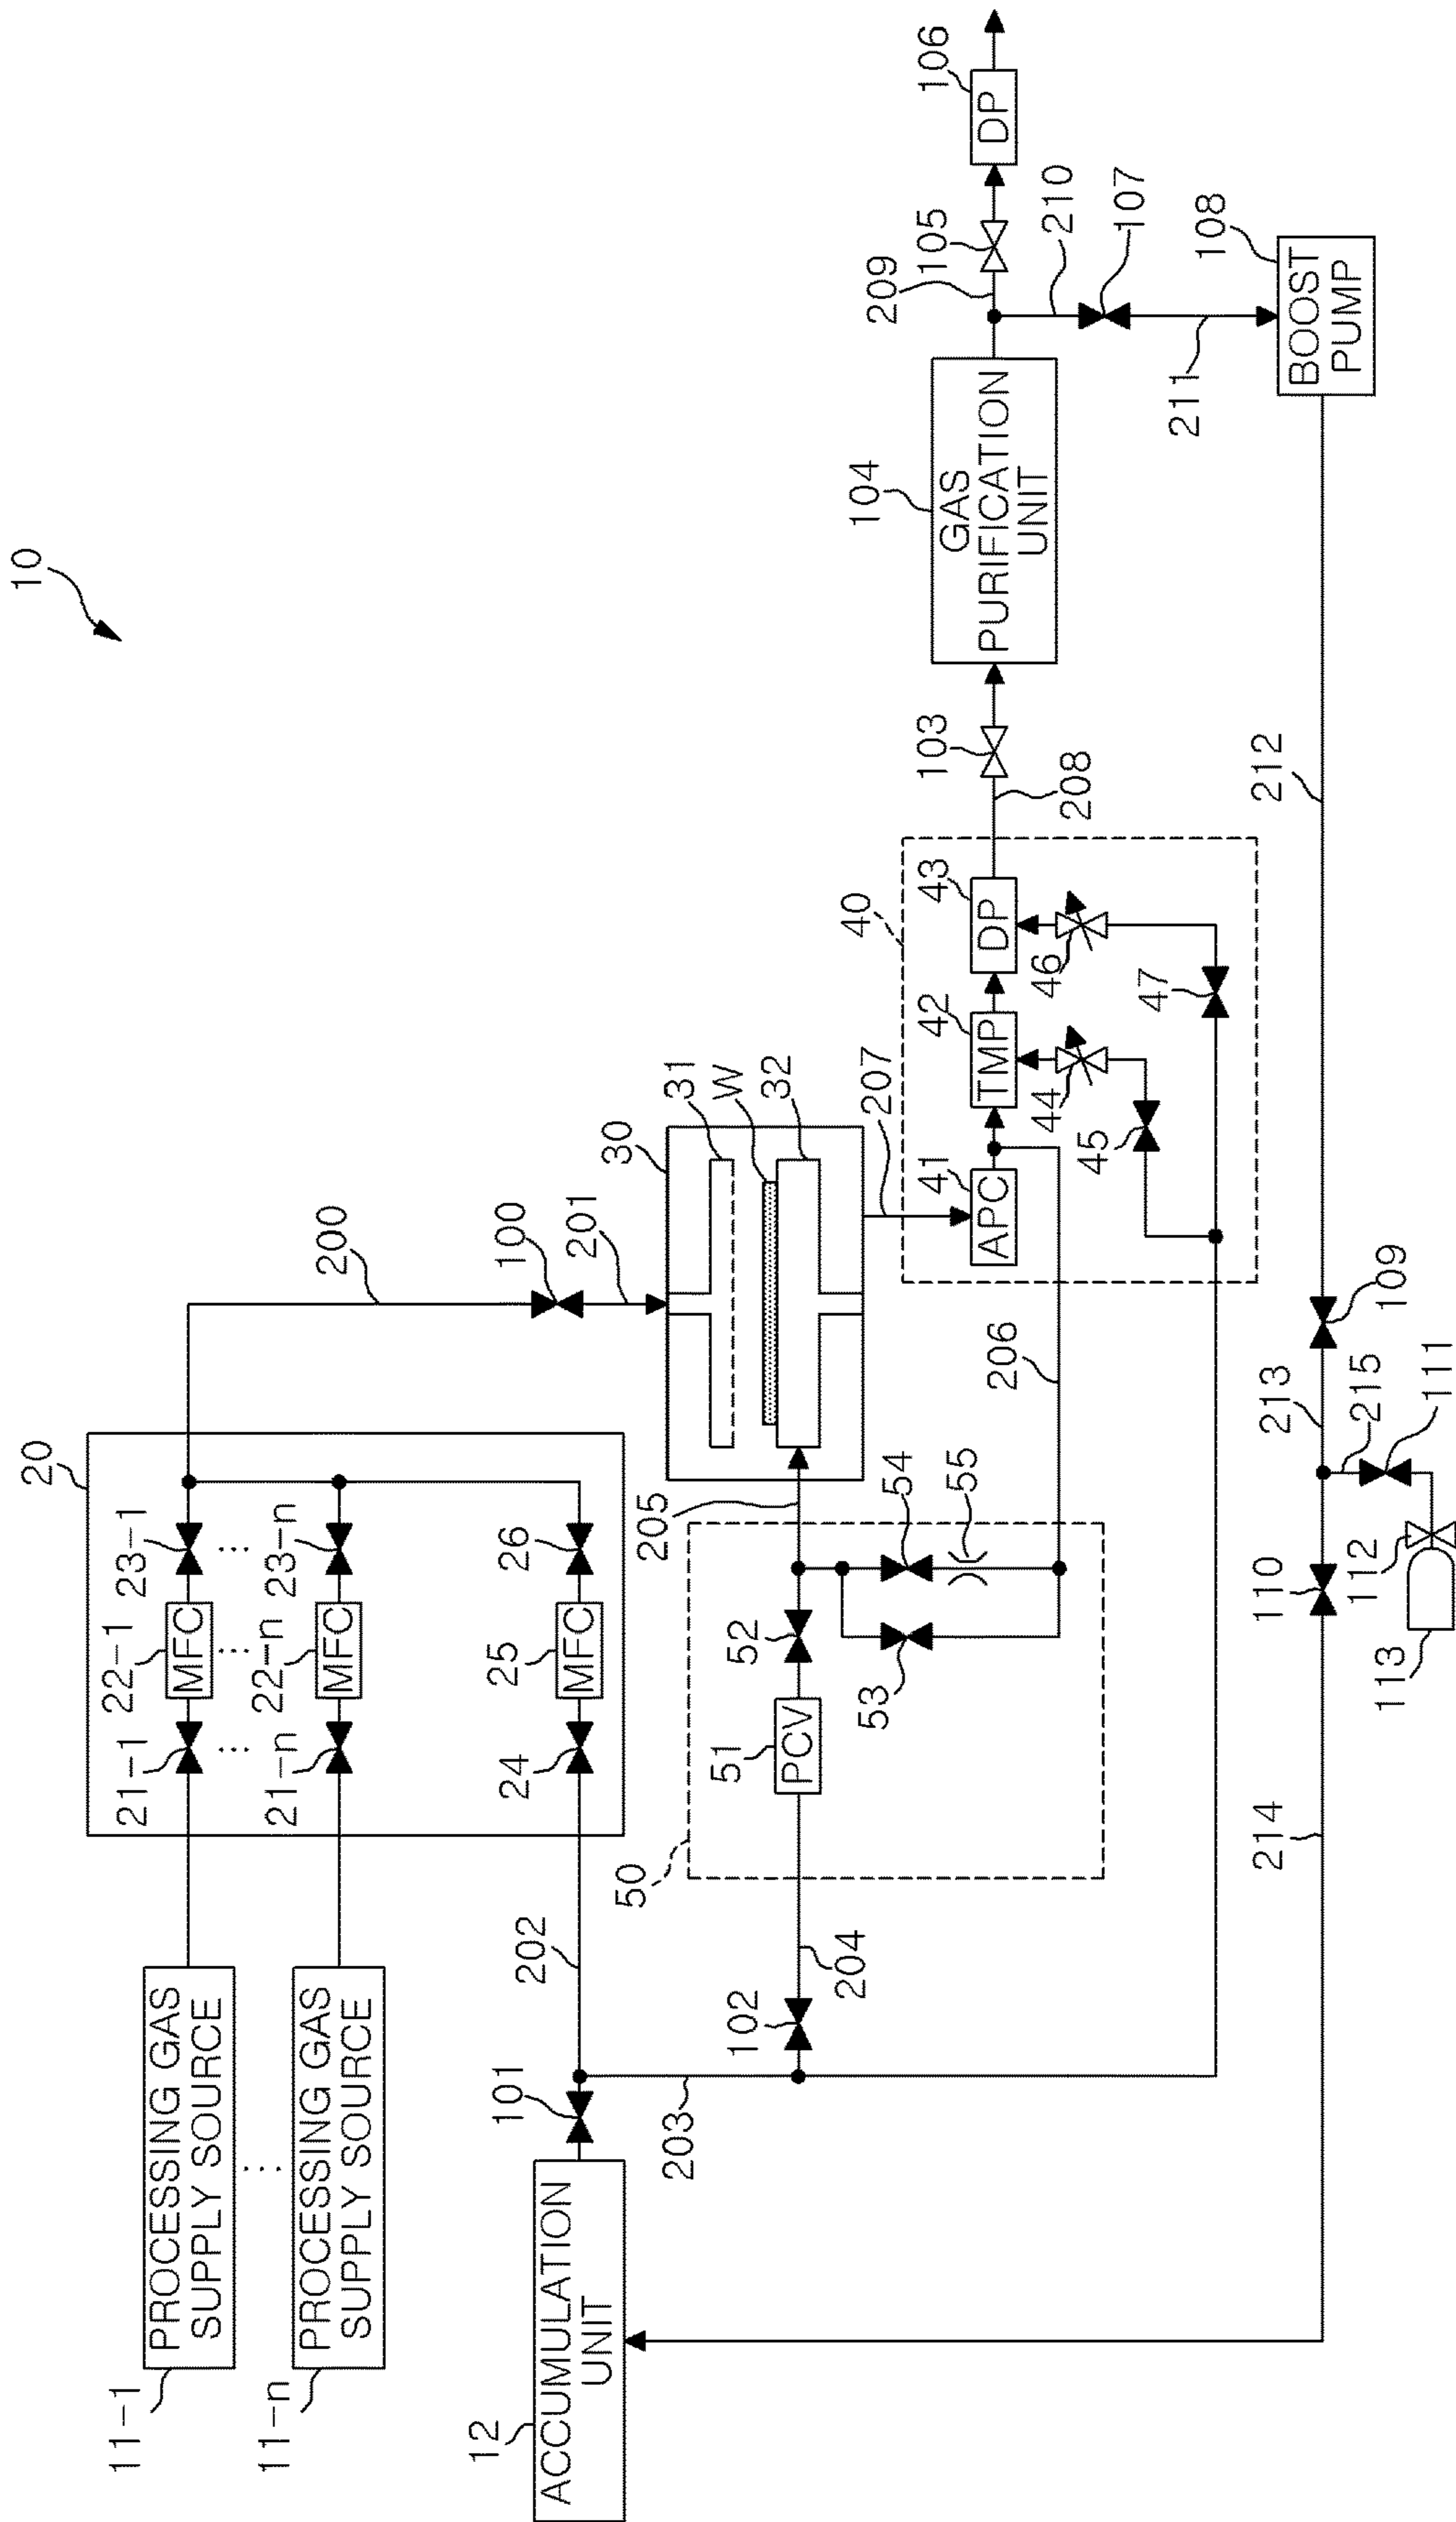 10
PROCESSING GAS
SUPPLY SOURCE
11-1
PROCESSING GAS
SUPPLY SOURCE
11-n
...
ACCUMULATION
UNIT
12
20
21-1
MFC
22-1
23-1
...
...
...
21-n
MFC
22-n
23-n
24
MFC
25
26
200
100
201
202
101
203
102
204
30
31
W
32
50
PCV
51
52
53
54
55
205
206
207
40
APC
41
TMP
42
DP
43
44
45
46
47
208
103
GAS
PURIFICATION
UNIT
104
209
105
DP
106
210
107
211
BOOST
PUMP
108
212
109
213
215
111
112
113
110
214